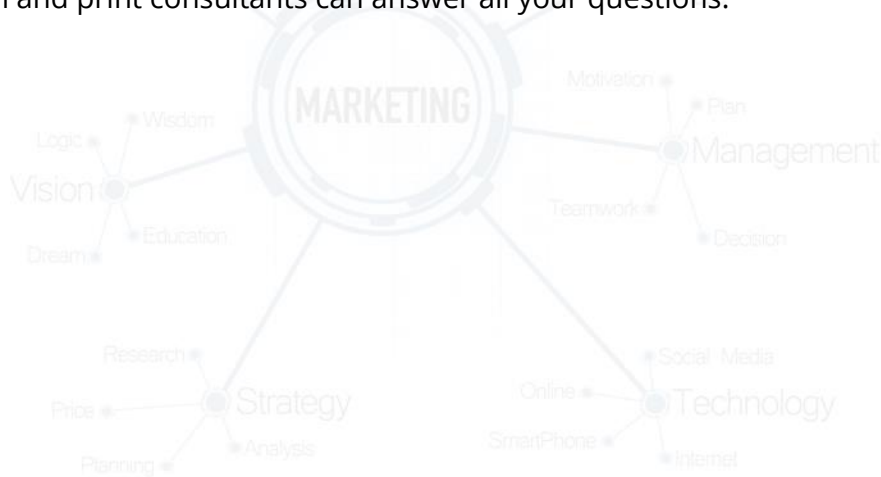 and print consultants can answer all your questions.
Motivation
MARKETING
Plan
Wisdom
Logic
Management
Vision
Teamwork
Education
Decision
Dream
Research
Social Media
Online
Strategy
Technology
Price
SmartPhone
Analysis
Internet
Planning